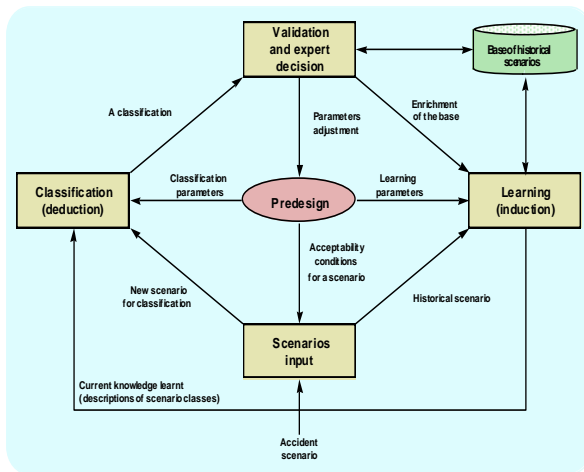 Validation
and expert
decision
Base of historical
scenarios
A classification
Parameters
adjustment
Enrichment
of the base
Classification
parameters
Learning
parameters
Classification
(deduction)
Predesign
Learning
(induction)
Acceptability
conditions
for a scenario
New scenario
for classification
Historical scenario
Scenarios
input
Current knowledge learnt
(descriptions of scenario classes)
Accident
scenario